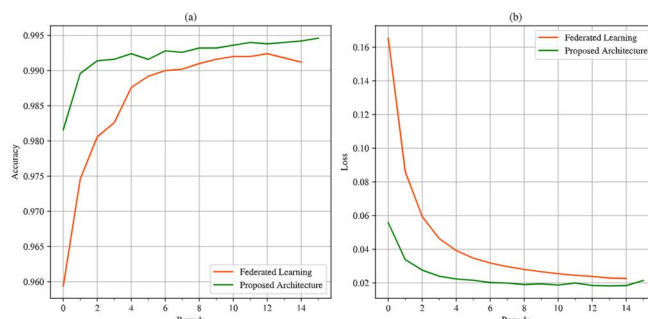 (a)
0.995
0.990
0.985
0.980
0.975
0.970
0.965
0.960
Accuracy
Federated Learning
Proposed Architecture
0 2 4 6 8 10 12 14
(b)
Federated Learning
Proposed Architecture
0.16
0.14
0.12
0.10
0.08
0.06
0.04
0.02
Loss
0 2 4 6 8 10 12 14